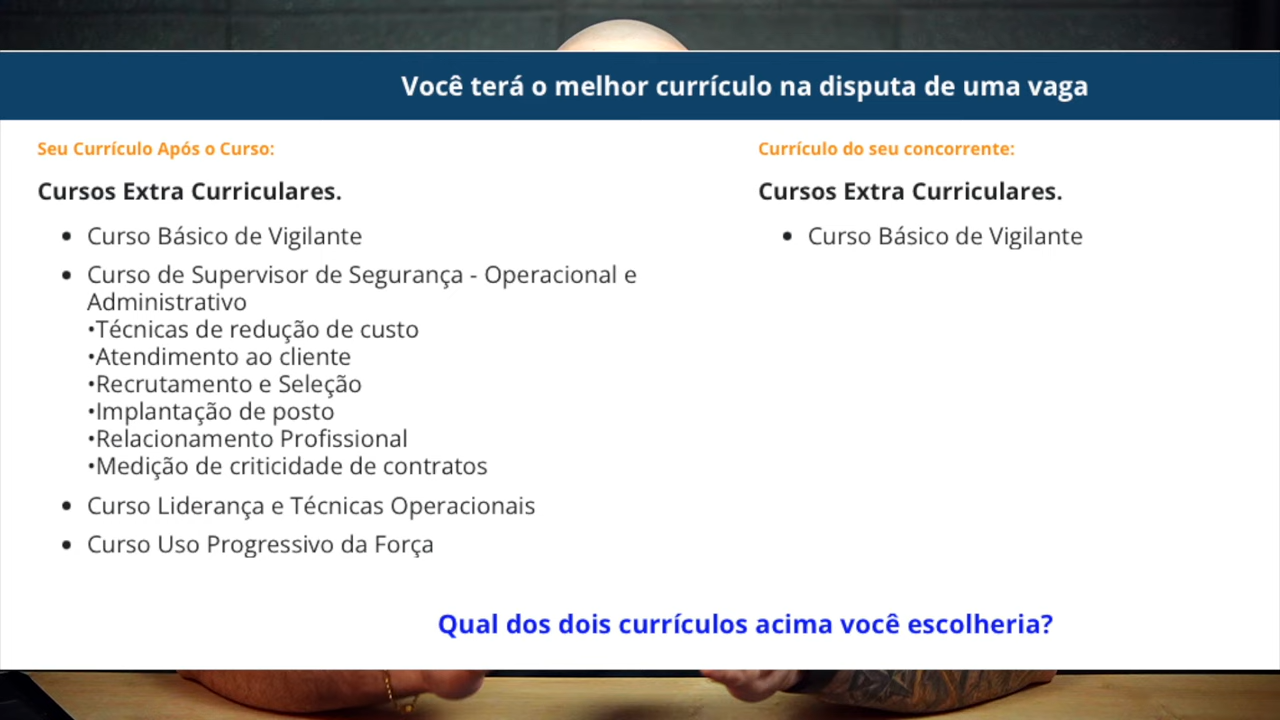 Você terá o melhor currículo na disputa de uma vaga
Seu Currículo Após o Curso:
Cursos Extra Curriculares.
• Curso Básico de Vigilante
• Curso de Supervisor de Segurança - Operacional e
Administrativo
•Técnicas de redução de custo
•Atendimento ao cliente
•Recrutamento e Seleção
•Implantação de posto
•Relacionamento Profissional
•Medição de criticidade de contratos
• Curso Liderança e Técnicas Operacionais
• Curso Uso Progressivo da Força
Currículo do seu concorrente:
Cursos Extra Curriculares.
• Curso Básico de Vigilante
Qual dos dois currículos acima você escolheria?